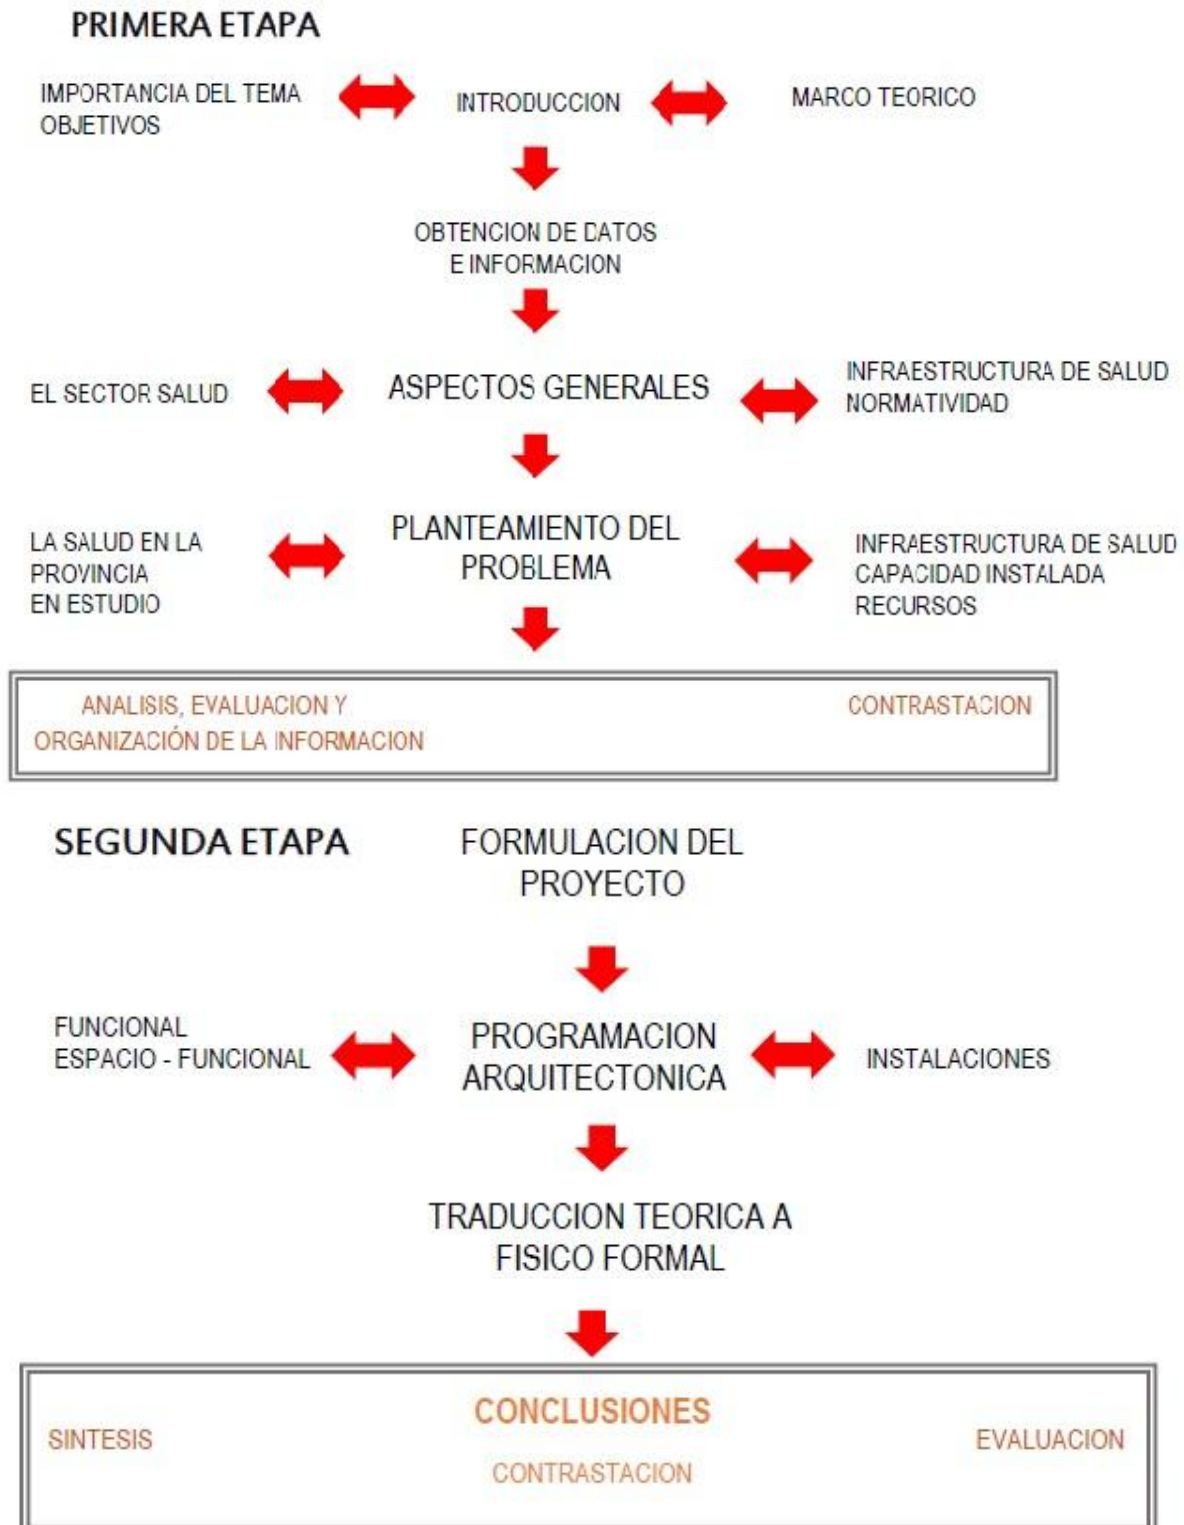 PRIMERA ETAPA
IMPORTANCIA DEL TEMA
OBJETIVOS
INTRODUCCION
MARCO TEORICO
OBTENCION DE DATOS
E INFORMACION
EL SECTOR SALUD
ASPECTOS GENERALES
INFRAESTRUCTURA DE SALUD
NORMATIVIDAD
LA SALUD EN LA
PROVINCIA
EN ESTUDIO
PLANTEAMIENTO DEL
PROBLEMA
INFRAESTRUCTURA DE SALUD
CAPACIDAD INSTALADA
RECURSOS
ANALISIS, EVALUACION Y
ORGANIZACIÓN DE LA INFORMACION
CONTRASTACION
SEGUNDA ETAPA
FORMULACION DEL
PROYECTO
FUNCIONAL
ESPACIO - FUNCIONAL
PROGRAMACION
ARQUITECTONICA
INSTALACIONES
TRADUCCION TEORICA A
FISICO FORMAL
SINTESIS
CONCLUSIONES
CONTRASTACION
EVALUACION